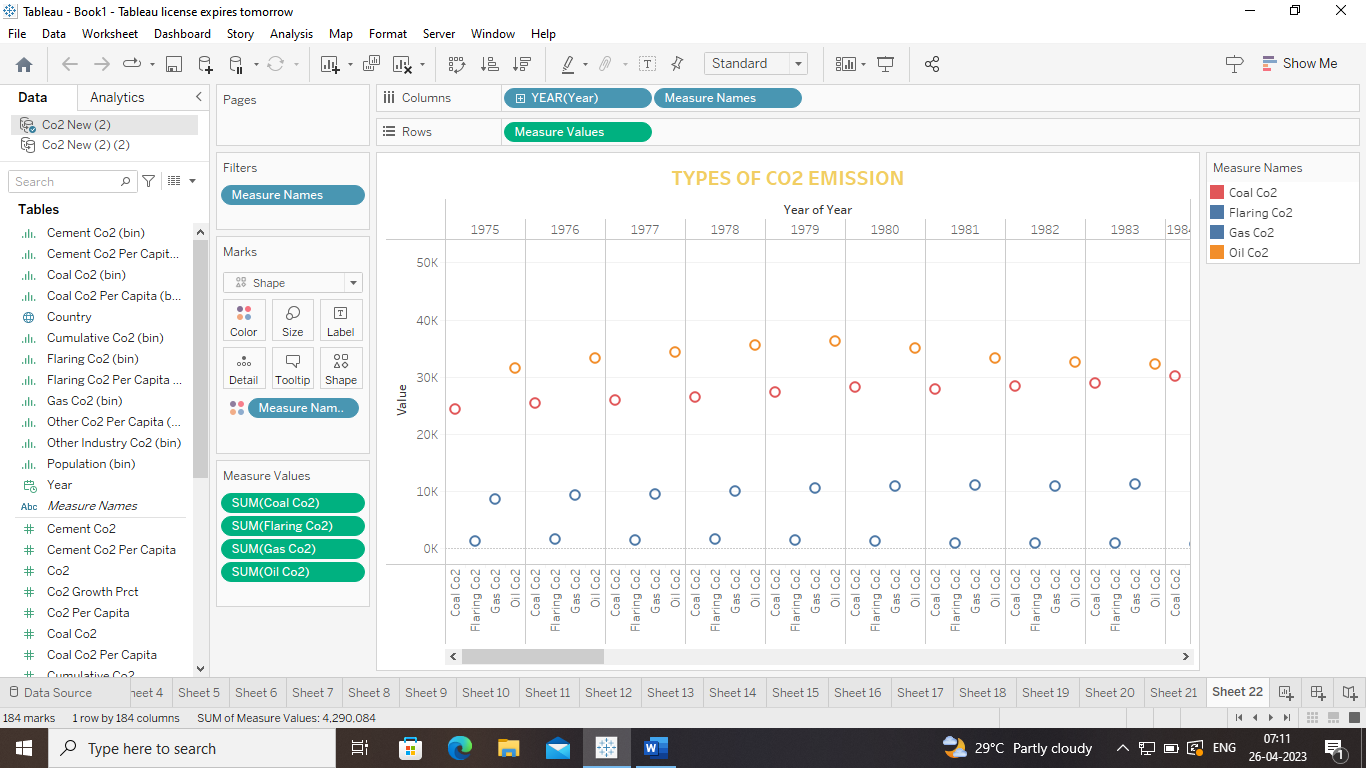 Tableau - Book1 - Tableau license expires tomorrow
File Data Worksheet Dashboard Story Analysis Map Format Server Window Help
Standard
Show Me
Data Analytics
Co2 New (2)
Co2 New (2) (2)
Search
Tables
Cement Co2 (bin)
Cement Co2 Per Capit...
Coal Co2 (bin)
Coal Co2 Per Capita (b...
Country
Cumulative Co2 (bin)
Flaring Co2 (bin)
Flaring Co2 Per Capita ...
Gas Co2 (bin)
Other Co2 Per Capita (...
Other Industry Co2 (bin)
Population (bin)
Year
Abc Measure Names
Cement Co2
Cement Co2 Per Capita
Co2
Co2 Growth Prct
Co2 Per Capita
Coal Co2
Coal Co2 Per Capita
Cumulative Co2
Pages
Filters
Measure Names
Marks
Shape
Color Size Label
Detail Tooltip Shape
Measure Nam..
Measure Values
SUM(Coal Co2)
SUM(Flaring Co2)
SUM(Gas Co2)
SUM(Oil Co2)
Columns YEAR(Year) Measure Names
Rows Measure Values
TYPES OF CO2 EMISSION
Year of Year
1975 1976 1977 1978 1979 1980 1981 1982 1983 1984
50K
40K
30K
20K
10K
0K
Value
Coal Co2 Flaring Co2 Gas Co2 Oil Co2 Coal Co2 Flaring Co2 Gas Co2 Oil Co2 Coal Co2 Flaring Co2 Gas Co2 Oil Co2 Coal Co2 Flaring Co2 Gas Co2 Oil Co2 Coal Co2 Flaring Co2 Gas Co2 Oil Co2 Coal Co2 Flaring Co2 Gas Co2 Oil Co2 Coal Co2 Flaring Co2 Gas Co2 Oil Co2 Coal Co2 Flaring Co2 Gas Co2 Oil Co2 Coal Co2 Flaring Co2 Gas Co2 Oil Co2 Coal Co2
Measure Names
Coal Co2
Flaring Co2
Gas Co2
Oil Co2
Data Source heet 4 Sheet 5 Sheet 6 Sheet 7 Sheet 8 Sheet 9 Sheet 10 Sheet 11 Sheet 12 Sheet 13 Sheet 14 Sheet 15 Sheet 16 Sheet 17 Sheet 18 Sheet 19 Sheet 20 Sheet 21 Sheet 22
184 marks 1 row by 184 columns SUM of Measure Values: 4,290,084
Type here to search
29°C Partly cloudy
ENG
07:11
26-04-2023
1